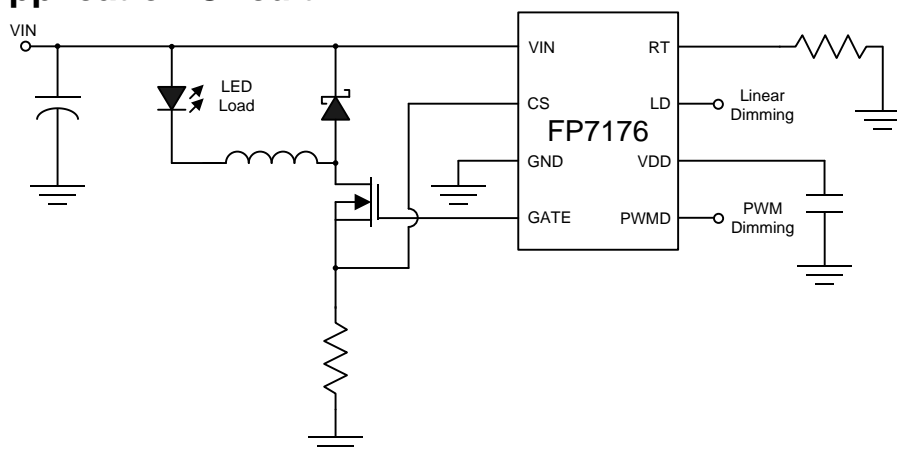 VIN
LED
Load
VIN
CS
GND
GATE
FP7176
RT
LD
VDD
PWMD
Linear
Dimming
PWM
Dimming